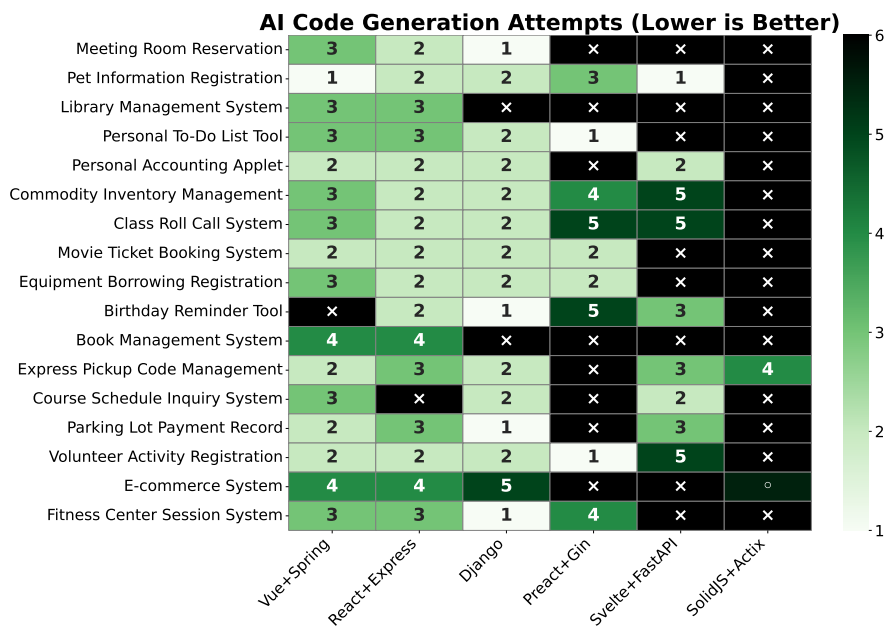 AI Code Generation Attempts (Lower is Better)
Meeting Room Reservation 3 2 1 × × ×
Pet Information Registration 1 2 2 3 1 ×
Library Management System 3 3 × × × ×
Personal To-Do List Tool 3 3 2 1 × ×
Personal Accounting Applet 2 2 2 × 2 ×
Commodity Inventory Management 3 2 2 4 5 ×
Class Roll Call System 3 2 2 5 5 ×
Movie Ticket Booking System 2 2 2 2 × ×
Equipment Borrowing Registration 3 2 2 2 × ×
Birthday Reminder Tool × 2 1 5 3 ×
Book Management System 4 4 × × × ×
Express Pickup Code Management 2 3 2 × 3 4
Course Schedule Inquiry System 3 × 2 × 2 ×
Parking Lot Payment Record 2 3 1 × 3 ×
Volunteer Activity Registration 2 2 2 1 5 ×
E-commerce System 4 4 5 × × ○
Fitness Center Session System 3 3 1 4 × ×
Vue+Spring React+Express Django Preact+Gin Svelte+FastAPI SolidJS+Actix
6
5
4
3
2
1